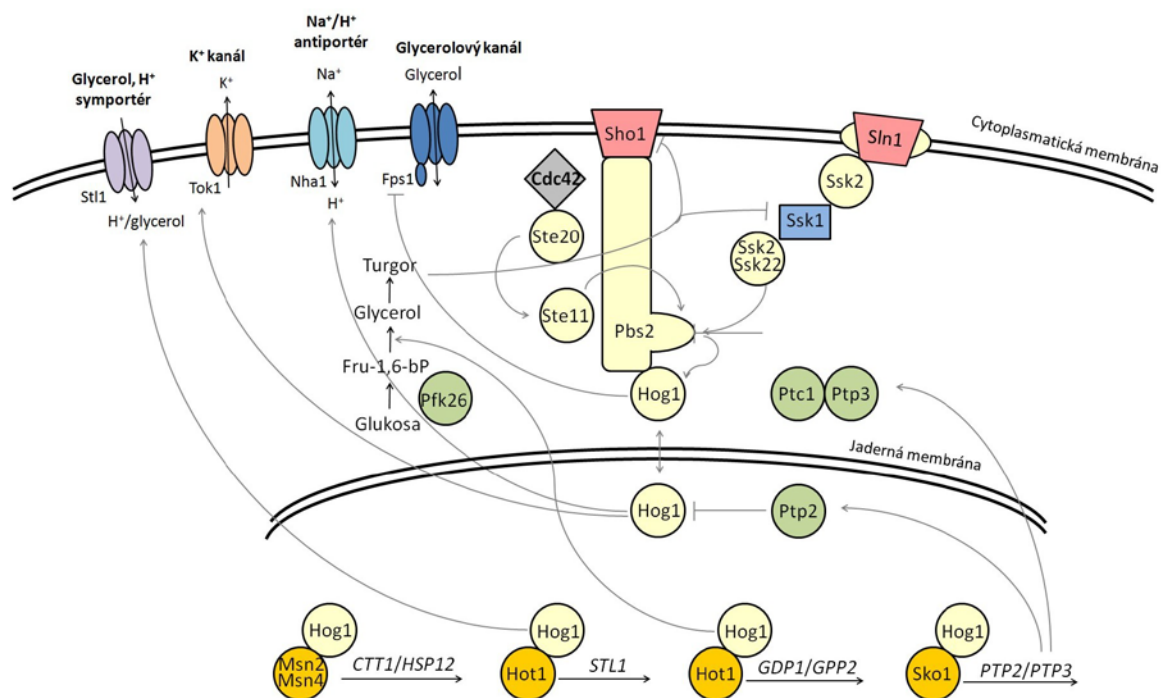 Na⁺/H⁺
antiportér
K⁺ kanál
Glycerolový kanál
Glycerol, H⁺
symportér
K⁺
Na⁺
Glycerol
Stl1
H⁺/glycerol
Tok1
Nha1
H⁺
Fps1
Sho1
Sln1
Cytoplasmatická membrána
Cdc42
Ssk2
Ste20
Ssk1
Ssk2
Ssk22
Turgor
Glycerol
Ste11
Pbs2
Fru-1,6-bP
Pfk26
Glukosa
Hog1
Ptc1
Ptp3
Jaderná membrána
Hog1
Ptp2
Hog1
Msn2
Msn4
CTT1/HSP12
Hog1
Hot1
STL1
Hog1
Hot1
GDP1/GPP2
Hog1
Sko1
PTP2/PTP3